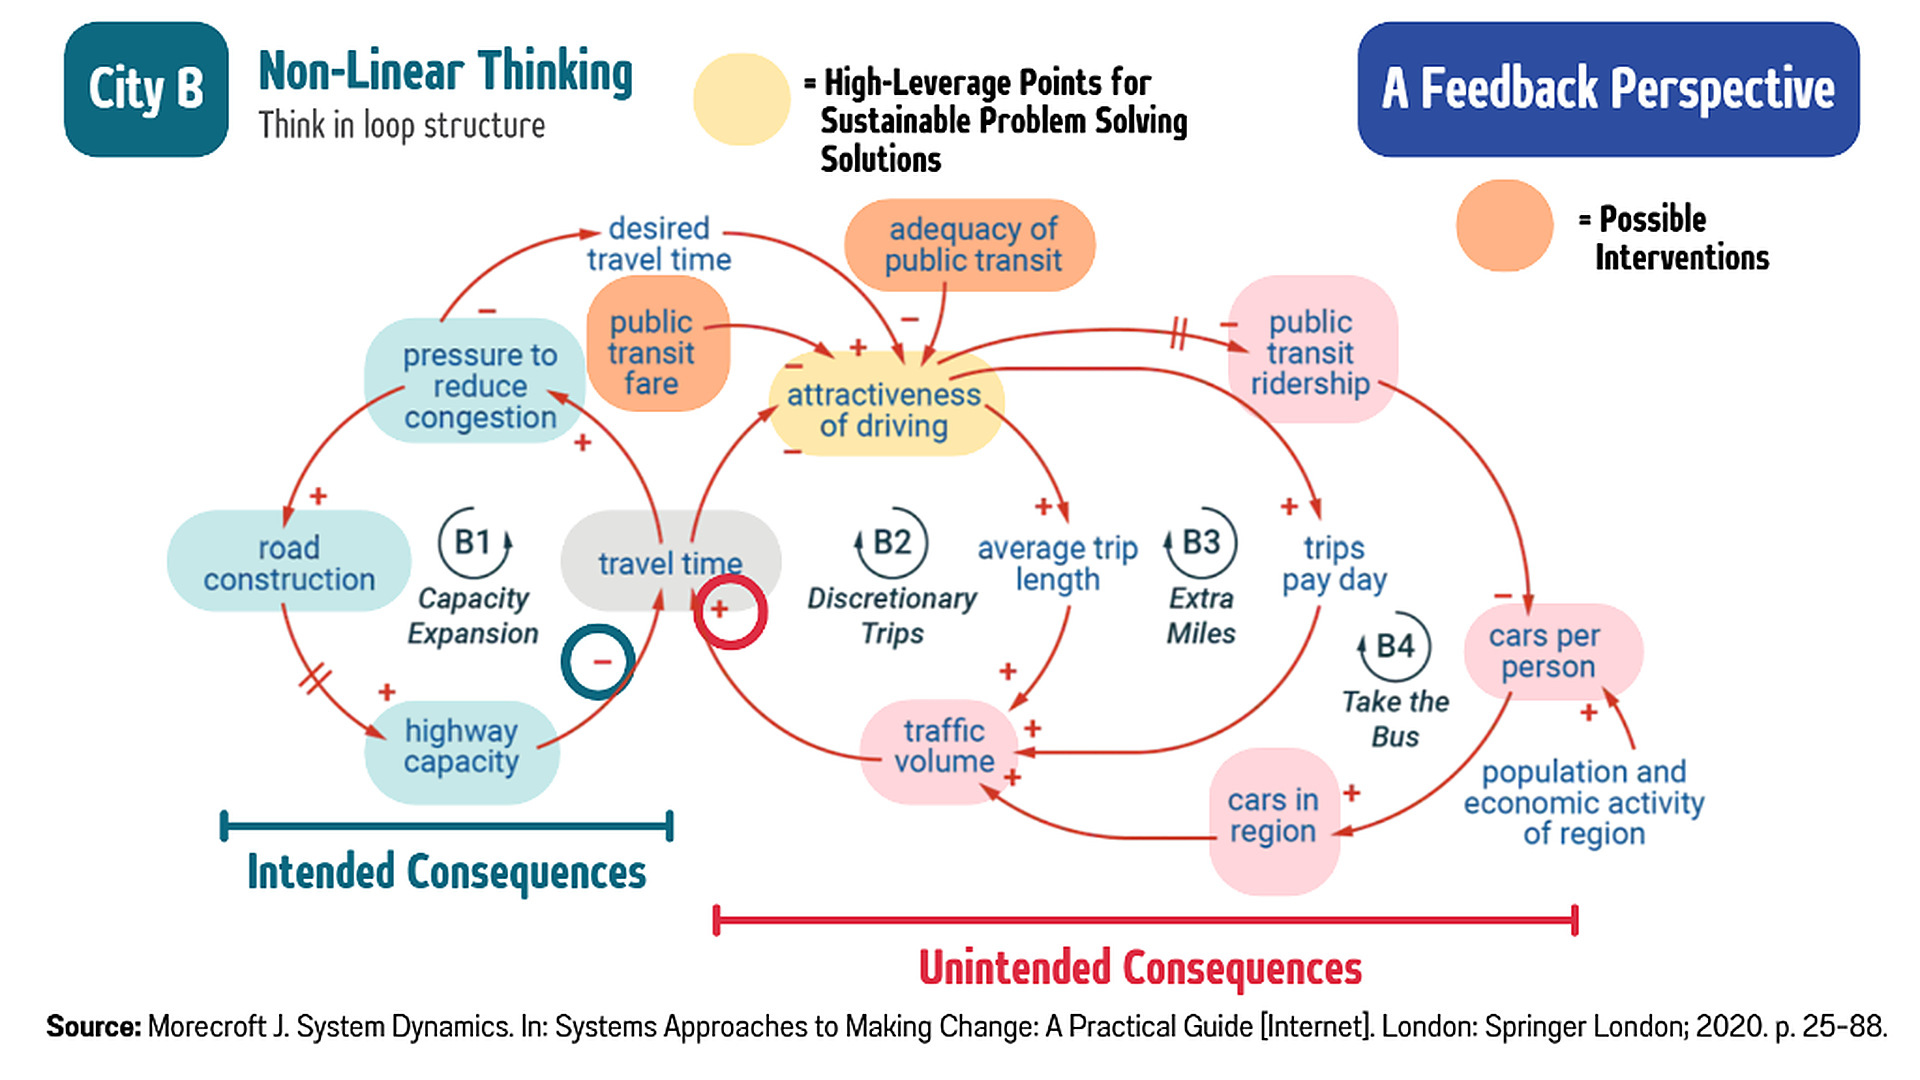 City B
Non-Linear Thinking
Think in loop structure
= High-Leverage Points for
Sustainable Problem Solving
Solutions
A Feedback Perspective
= Possible
Interventions
desired
travel time
adequacy of
public transit
public
transit
fare
pressure to
reduce
congestion
attractiveness
of driving
public
transit
ridership
road
construction
B1
Capacity
Expansion
travel time
B2
Discretionary
Trips
average trip
length
B3
Extra
Miles
trips
pay day
B4
Take the
Bus
cars per
person
highway
capacity
traffic
volume
cars in
region
population and
economic activity
of region
–
+
+
+
–
+
–
+
–
–
–
+
+
+
+
+
–
+
+
Intended Consequences
Unintended Consequences
Source: Morecroft J. System Dynamics. In: Systems Approaches to Making Change: A Practical Guide [Internet]. London: Springer London; 2020. p. 25-88.